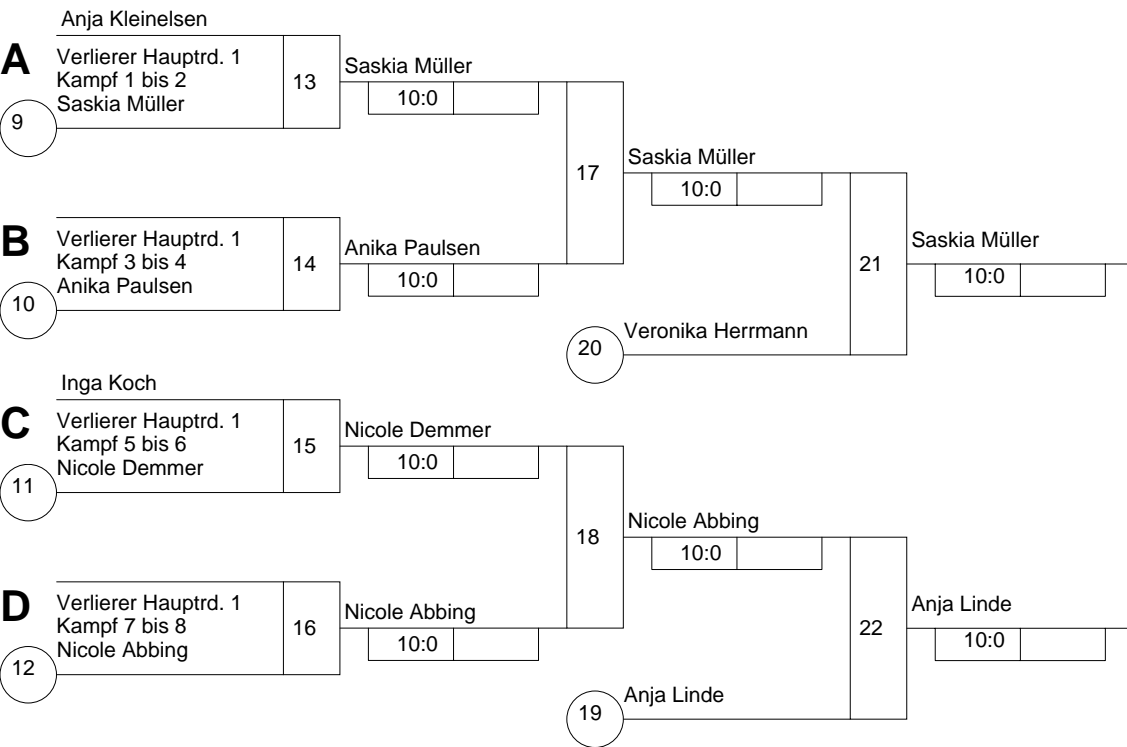 Anja Kleinelsen
A
Verlierer Hauptrd. 1
Kampf 1 bis 2
Saskia Müller
9
13
Saskia Müller
10:0
17
Saskia Müller
10:0
B
Verlierer Hauptrd. 1
Kampf 3 bis 4
Anika Paulsen
10
14
Anika Paulsen
10:0
21
Saskia Müller
10:0
20
Veronika Herrmann
Inga Koch
C
Verlierer Hauptrd. 1
Kampf 5 bis 6
Nicole Demmer
11
15
Nicole Demmer
10:0
18
Nicole Abbing
10:0
D
Verlierer Hauptrd. 1
Kampf 7 bis 8
Nicole Abbing
12
16
Nicole Abbing
10:0
22
Anja Linde
10:0
19
Anja Linde